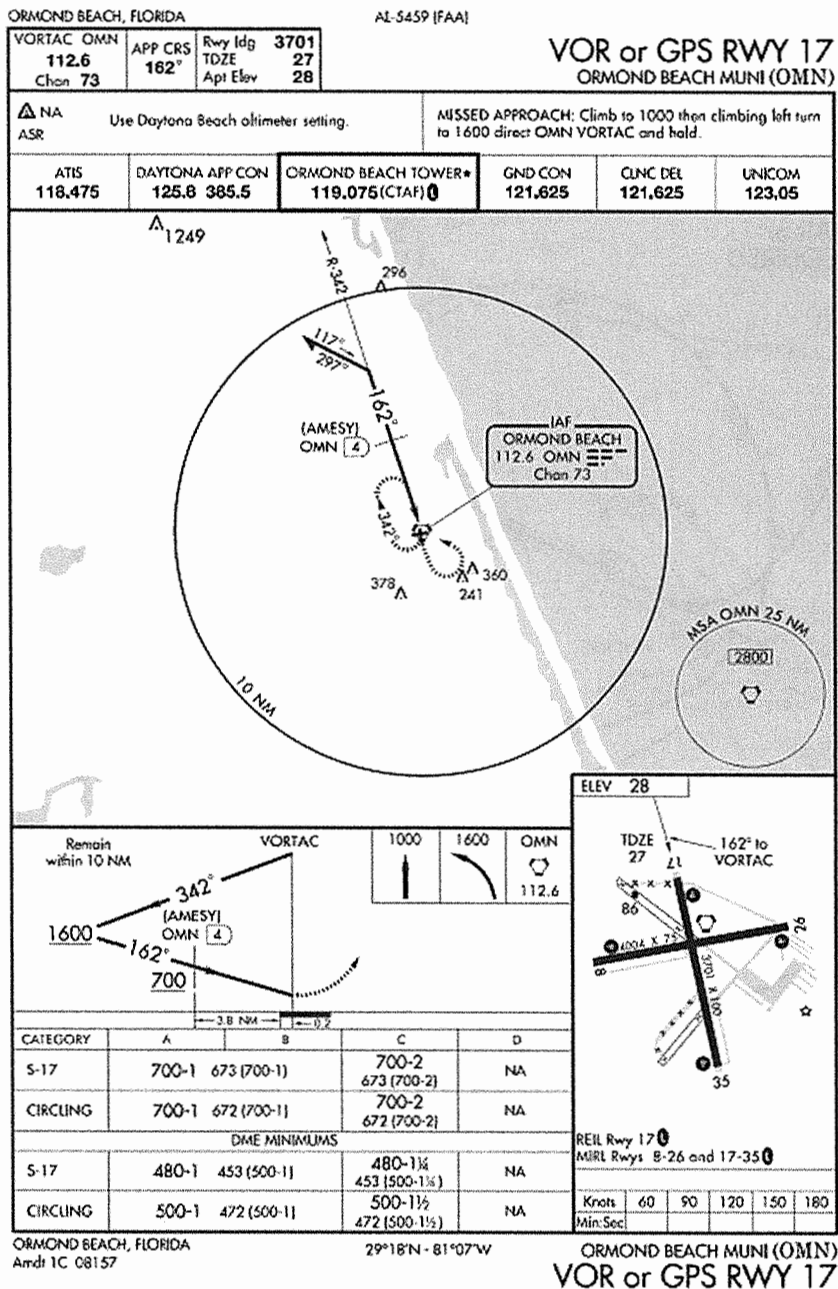 ORMOND BEACH, FLORIDA
AL-5459 (FAA)
VORTAC OMN
112.6
Chan 73
APP CRS
162°
Rwy Idg 3701
TDZE 27
Apt Elev 28
VOR or GPS RWY 17
ORMOND BEACH MUNI (OMN)
NA
ASR
Use Daytona Beach altimeter setting.
MISSED APPROACH: Climb to 1000 then climbing left turn
to 1600 direct OMN VORTAC and hold.
ATIS
118.475
DAYTONA APP CON
125.8 385.5
ORMOND BEACH TOWER*
119.075 (CTAF) L
GND CON
121.625
CLNC DEL
121.625
UNICOM
123.05
1249
R-342
296
117°
297°
162°
(AMESY)
OMN 4
IAF
ORMOND BEACH
112.6 OMN
Chan 73
342°
378
360
241
10 NM
MSA OMN 25 NM
2800
Remain
within 10 NM
VORTAC
342°
(AMESY)
OMN 4
1600
162°
700
3.8 NM
0.2
1000
1600
OMN
112.6
ELEV 28
TDZE
27
162° to
VORTAC
17
86
26
4004 X 75
8
3701 X 100
35
REIL Rwy 17 L
MIRL Rwys 8-26 and 17-35 L
CATEGORY A B C D
S-17 700-1 673 (700-1) 700-2 673 (700-2) NA
CIRCLING 700-1 672 (700-1) 700-2 672 (700-2) NA
DME MINIMUMS
S-17 480-1 453 (500-1) 480-1¼ 453 (500-1¼) NA
CIRCLING 500-1 472 (500-1) 500-1½ 472 (500-1½) NA
Knots 60 90 120 150 180
Min:Sec
ORMOND BEACH, FLORIDA
Amdt 1C 08157
29°18'N - 81°07'W
ORMOND BEACH MUNI (OMN)
VOR or GPS RWY 17